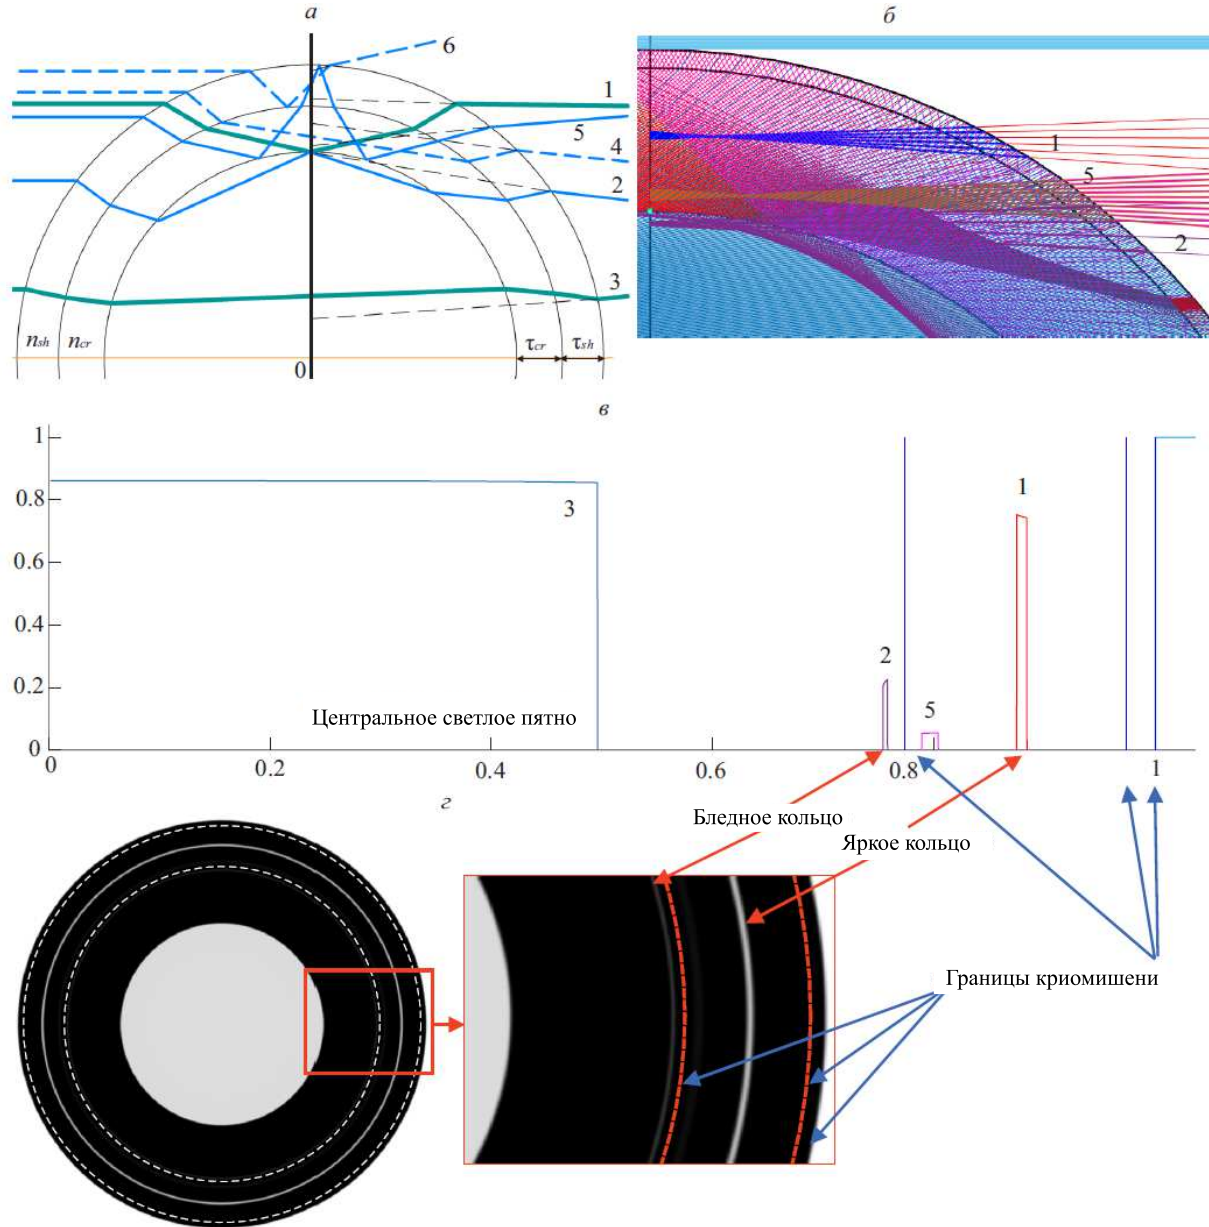 а
б
6
1
5
4
2
3
n_sh
n_cr
0
τ_cr
τ_sh
1
5
2
в
1
0.8
0.6
0.4
0.2
0
3
2
5
1
Центральное светлое пятно
0
0.2
0.4
0.6
0.8
1
г
Бледное кольцо
Яркое кольцо
Границы криомишени